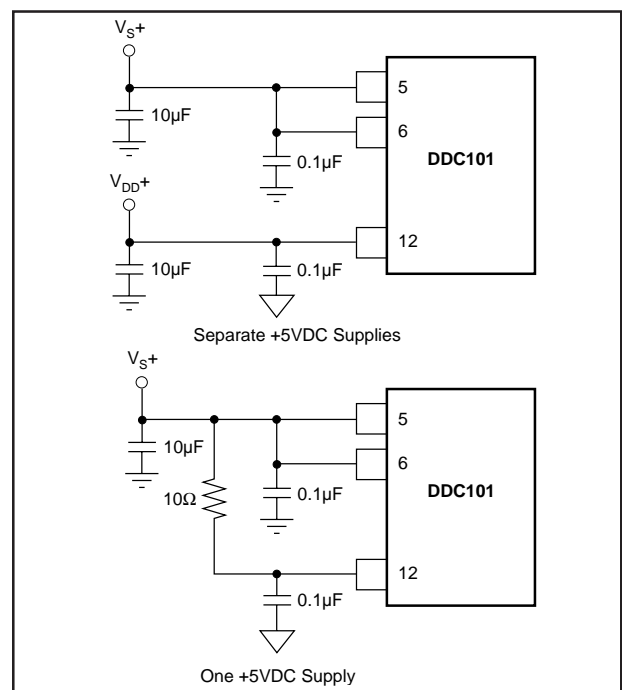 V_S+
5
10µF
6
0.1µF
DDC101
V_DD+
12
10µF
0.1µF
Separate +5VDC Supplies
V_S+
5
10µF
6
10Ω
0.1µF
DDC101
12
0.1µF
One +5VDC Supply